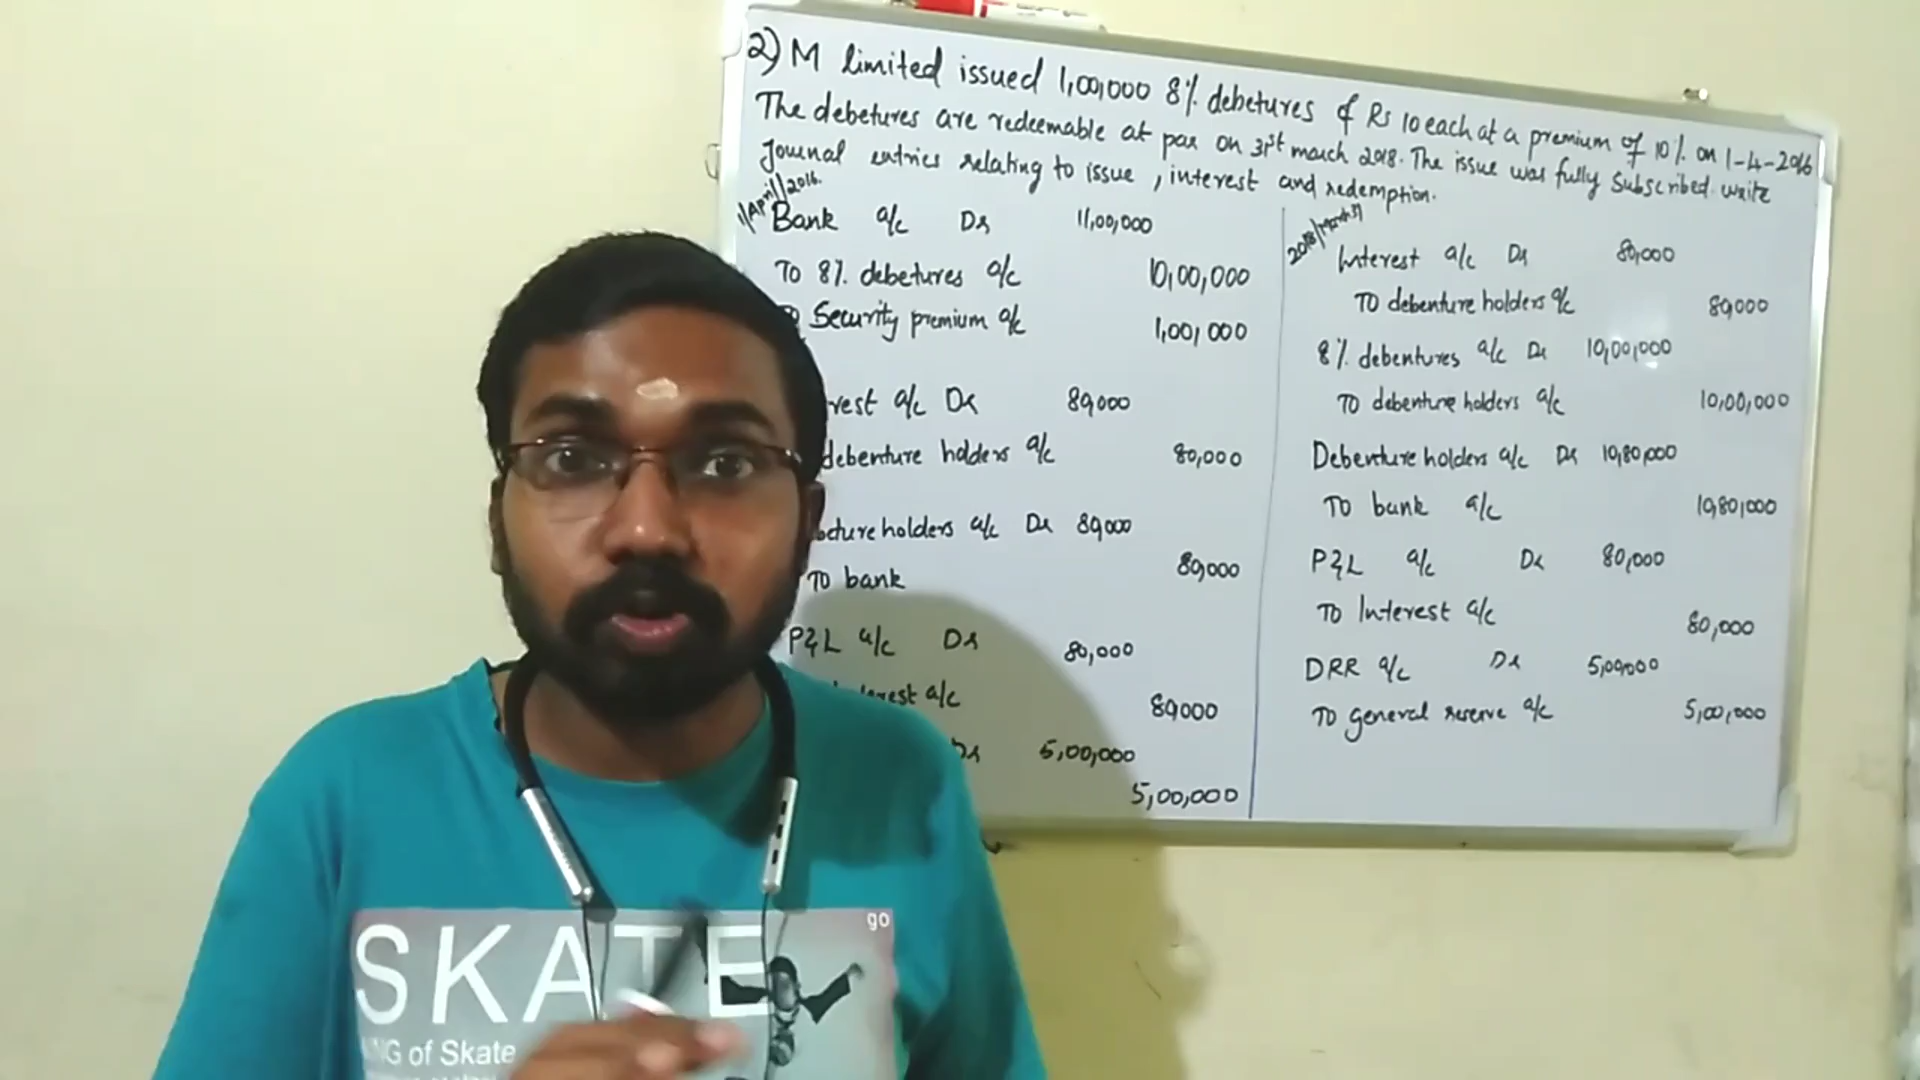 2) M limited issued 1,00,000 8% debetures of Rs 10 each at a premium of 10% on 1-4-2016
The debetures are redeemable at par on 31st march 2018. The issue was fully Subscribed. write
Journal entries relating to issue, interest and redemption.
1/April/2016.
Bank a/c Dr 11,00,000
To 8% debetures a/c 10,00,000
Security premium a/c 1,00,000
rest a/c Dr 80,000
debenture holders a/c 80,000
holders a/c Dr 80,000
To bank 80,000
P&L a/c Dr 80,000
a/c 80,000
Dr 5,00,000
5,00,000
2018/March31
Interest a/c Dr 80,000
To debenture holders a/c 80,000
8% debentures a/c Dr 10,00,000
To debenture holders a/c 10,00,000
Debenture holders a/c Dr 10,80,000
To bank a/c 10,80,000
P&L a/c Dr 80,000
To Interest a/c 80,000
DRR a/c Dr 5,00,000
To general reserve a/c 5,00,000
go
SKATE
of Skate